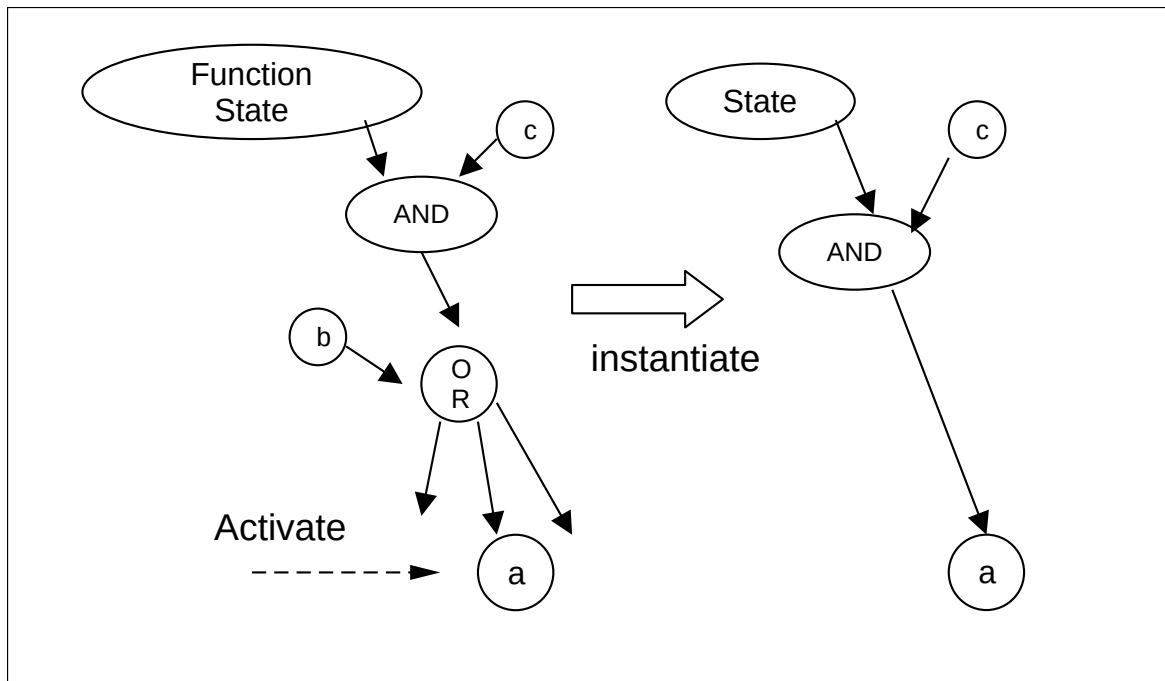 Function
State
c
AND
b
O
R
Activate
a
instantiate
State
c
AND
a